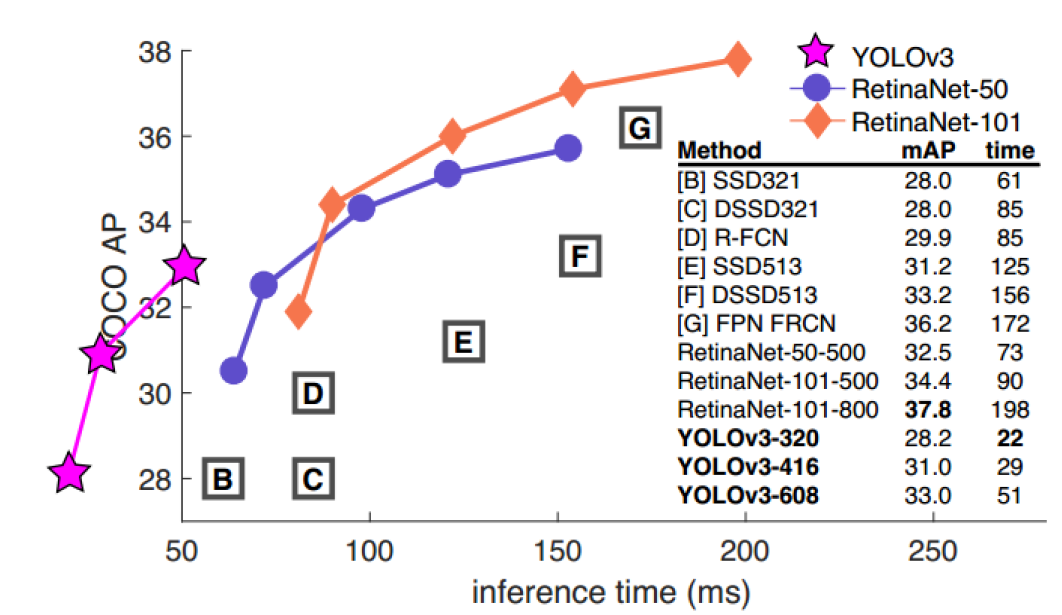 38
36
34
32
30
28
COCO AP
50 100 150 200 250
inference time (ms)
B
C
D
E
F
G
YOLOv3
RetinaNet-50
RetinaNet-101
Method mAP time
[B] SSD321 28.0 61
[C] DSSD321 28.0 85
[D] R-FCN 29.9 85
[E] SSD513 31.2 125
[F] DSSD513 33.2 156
[G] FPN FRCN 36.2 172
RetinaNet-50-500 32.5 73
RetinaNet-101-500 34.4 90
RetinaNet-101-800 37.8 198
YOLOv3-320 28.2 22
YOLOv3-416 31.0 29
YOLOv3-608 33.0 51